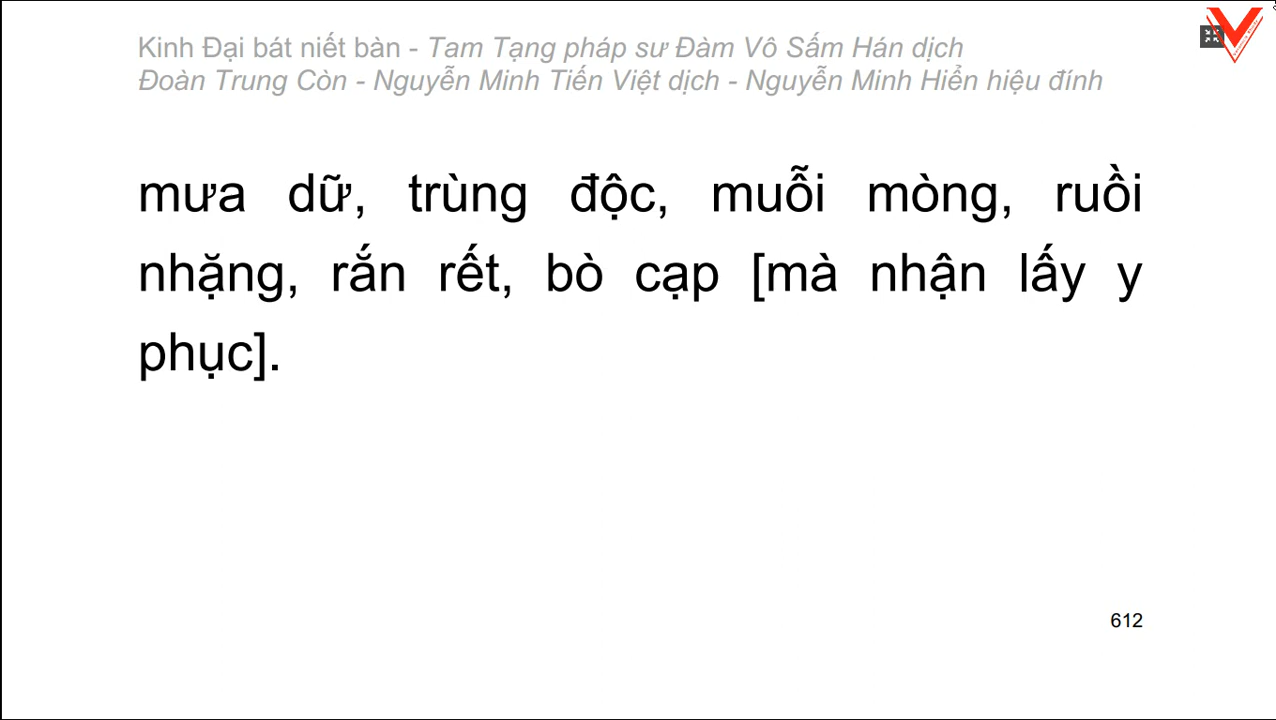 Kinh Đại bát niết bàn - Tam Tạng pháp sư Đàm Vô Sấm Hán dịch
Đoàn Trung Còn - Nguyễn Minh Tiến Việt dịch - Nguyễn Minh Hiển hiệu đính
mưa dữ, trùng độc, muỗi mòng, ruồi
nhặng, rắn rết, bò cạp [mà nhận lấy y
phục].
612